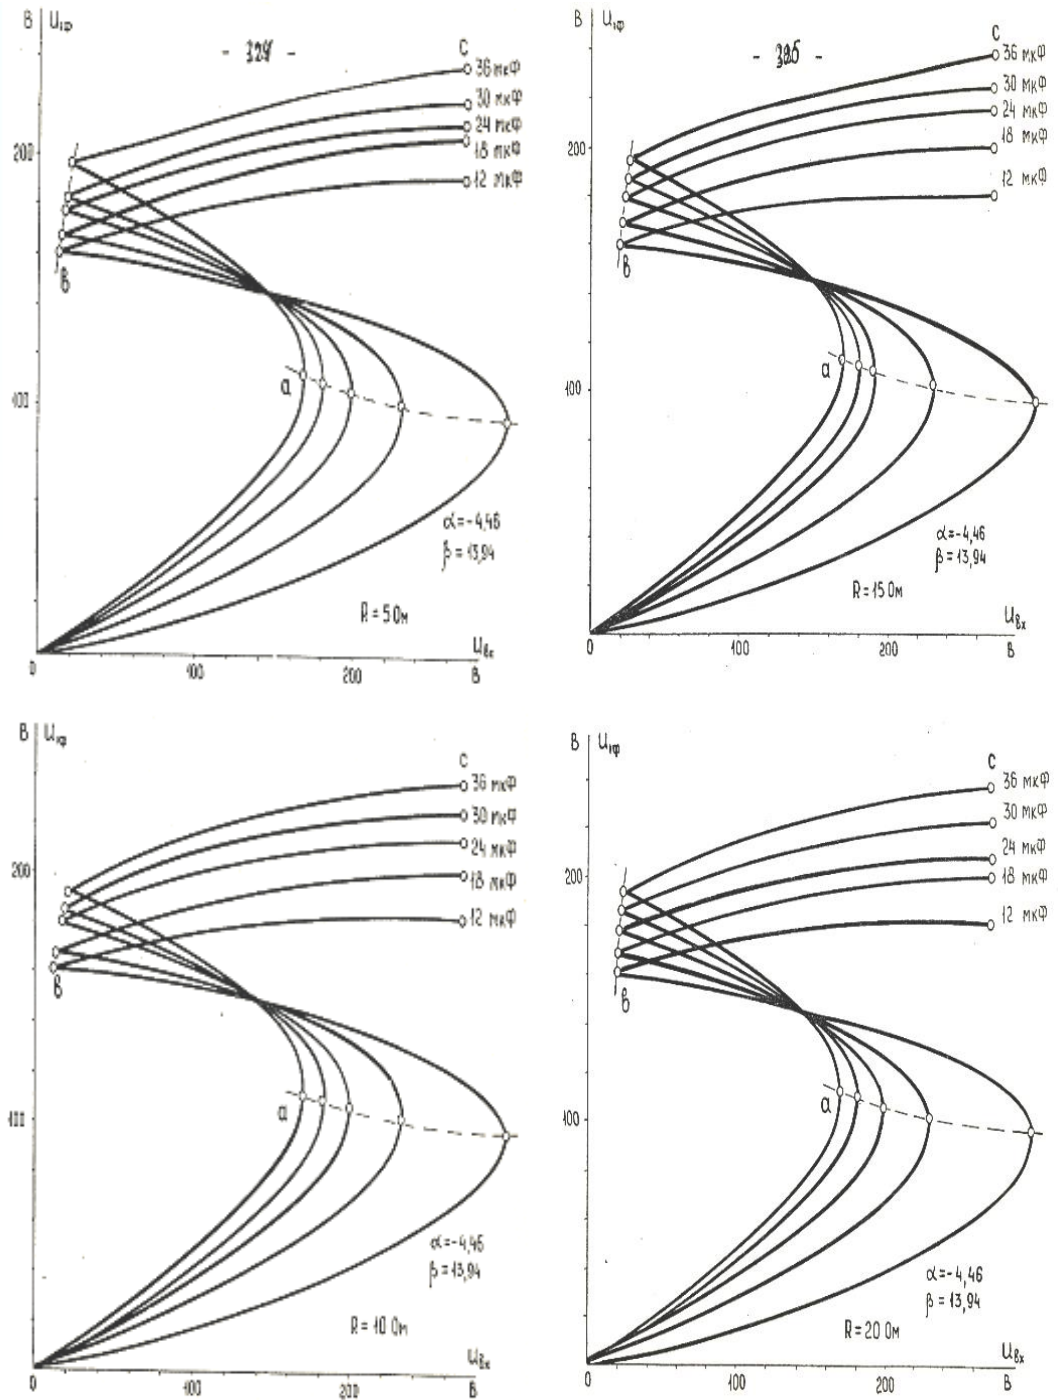 В U₁ф
C
36 мкФ
30 мкФ
24 мкФ
18 мкФ
12 мкФ
200
в
a
100
α=-4,46
β=13,94
R=5 Ом
Uвх
0
100
200
В
В U₁ф
C
36 мкФ
30 мкФ
24 мкФ
18 мкФ
12 мкФ
200
в
a
100
α=-4,46
β=13,94
R=15 Ом
Uвх
0
100
200
В
В U₁ф
C
36 мкФ
30 мкФ
24 мкФ
18 мкФ
12 мкФ
200
в
a
100
α=-4,46
β=13,94
R=10 Ом
Uвх
0
100
200
В
В U₁ф
C
36 мкФ
30 мкФ
24 мкФ
18 мкФ
12 мкФ
200
в
a
100
α=-4,46
β=13,94
R=20 Ом
Uвх
0
100
200
В